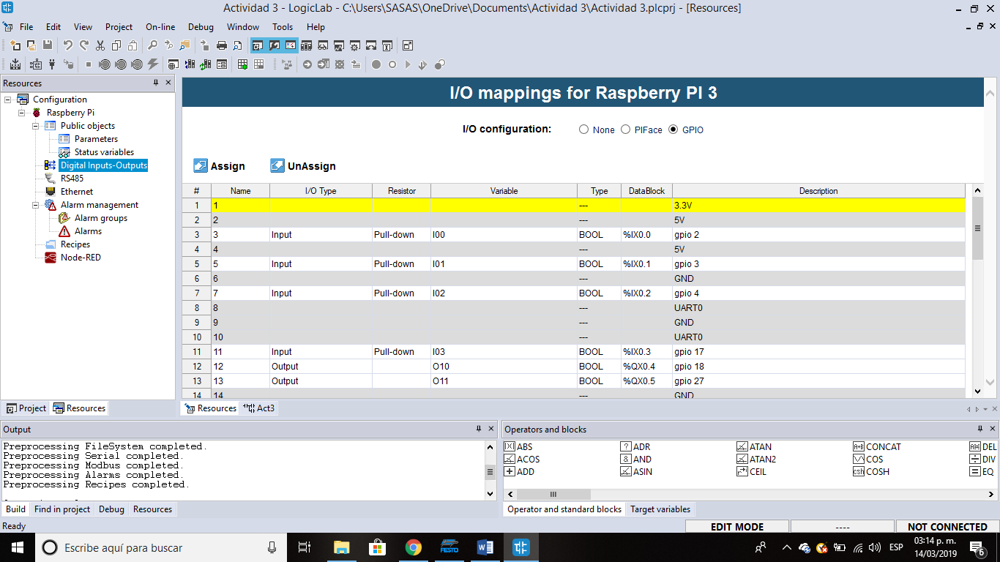 Actividad 3 - LogicLab - C:\Users\SASAS\OneDrive\Documents\Actividad 3\Actividad 3.plcprj - [Resources]
File Edit View Project On-line Debug Window Tools Help
Resources
Configuration
Raspberry Pi
Public objects
Parameters
Status variables
Digital Inputs-Outputs
RS485
Ethernet
Alarm management
Alarm groups
Alarms
Recipes
Node-RED
Project Resources
I/O mappings for Raspberry PI 3
I/O configuration: None PIFace GPIO
Assign UnAssign
# Name I/O Type Resistor Variable Type DataBlock Description
1 1 --- 3.3V
2 2 --- 5V
3 3 Input Pull-down I00 BOOL %IX0.0 gpio 2
4 4 --- 5V
5 5 Input Pull-down I01 BOOL %IX0.1 gpio 3
6 6 --- GND
7 7 Input Pull-down I02 BOOL %IX0.2 gpio 4
8 8 --- UART0
9 9 --- GND
10 10 --- UART0
11 11 Input Pull-down I03 BOOL %IX0.3 gpio 17
12 12 Output O10 BOOL %QX0.4 gpio 18
13 13 Output O11 BOOL %QX0.5 gpio 27
14 14 --- GND
Resources Act3
Output
Preprocessing FileSystem completed.
Preprocessing Serial completed.
Preprocessing Modbus completed.
Preprocessing Alarms completed.
Preprocessing Recipes completed.
Build Find in project Debug Resources
Operators and blocks
ABS ADR ATAN CONCAT DEL
ACOS AND ATAN2 COS DIV
ADD ASIN CEIL COSH EQ
Operator and standard blocks Target variables
Ready
EDIT MODE ---- NOT CONNECTED
Escribe aquí para buscar
FESTO
ESP
03:14 p. m.
14/03/2019
6